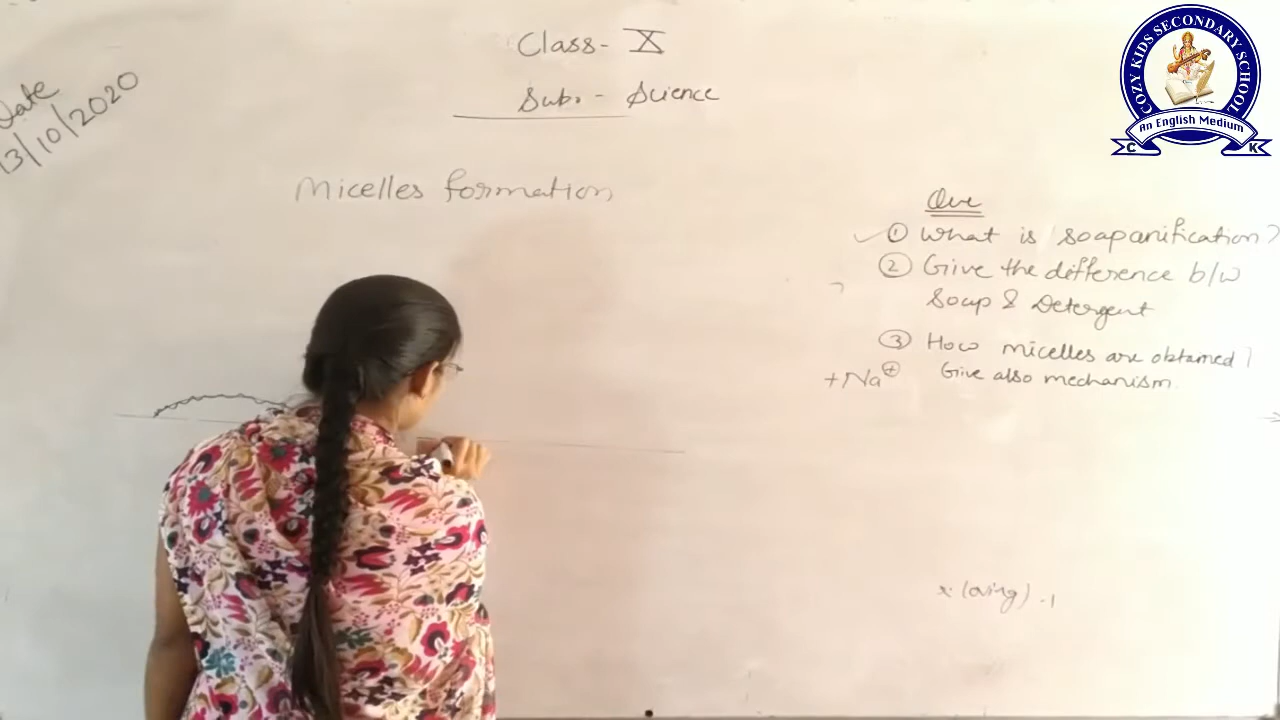 Class - X
Sub. - Science
Date
13/10/2020
Micelles formation
Que
① What is soapanification?
② Give the difference b/w
Soap & Detergent
③ How micelles are obtained?
Give also mechanism.
+Na⊕
COZY KIDS SECONDARY SCHOOL
An English Medium
C K